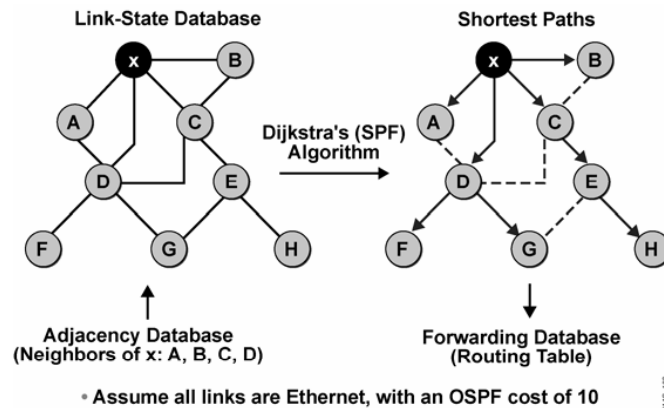 Link-State Database
Shortest Paths
x
B
A
C
D
E
F
G
H
Dijkstra's (SPF)
Algorithm
x
B
A
C
D
E
F
G
H
Adjacency Database
(Neighbors of x: A, B, C, D)
Forwarding Database
(Routing Table)
• Assume all links are Ethernet, with an OSPF cost of 10